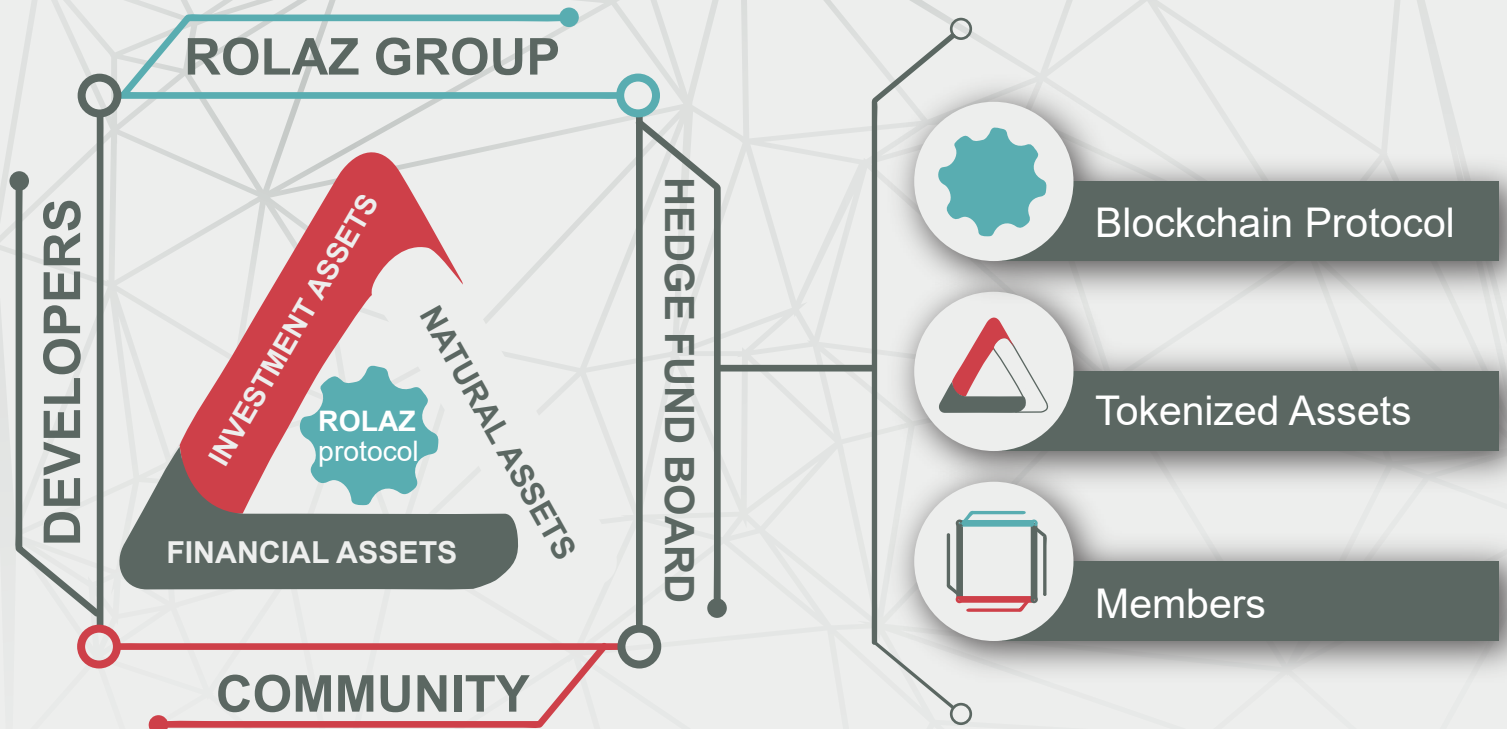 ROLAZ GROUP
DEVELOPERS
INVESTMENT ASSETS
NATURAL ASSETS
ROLAZ
protocol
FINANCIAL ASSETS
HEDGE FUND BOARD
COMMUNITY
Blockchain Protocol
Tokenized Assets
Members